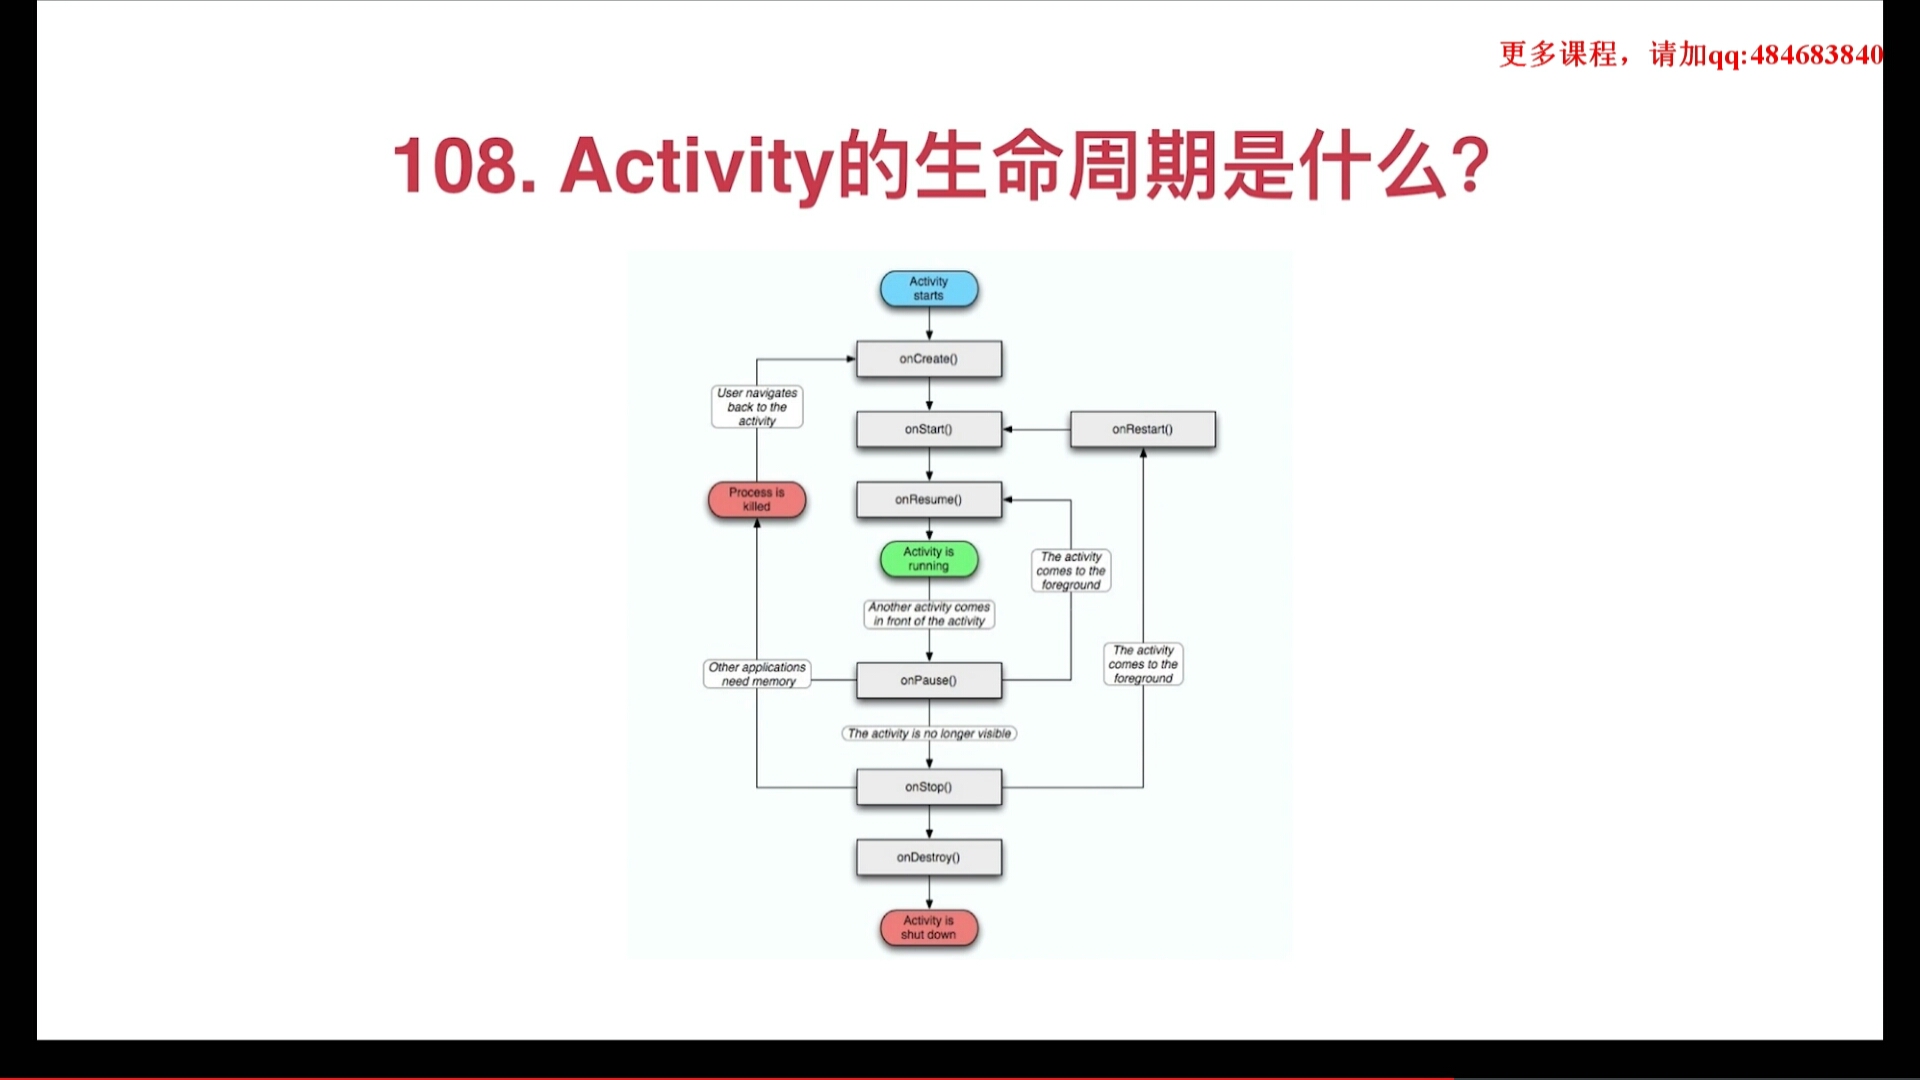 更多课程，请加qq:484683840
108. Activity的生命周期是什么?
Activity
starts
onCreate()
User navigates
back to the
activity
onStart()
onRestart()
Process is
killed
onResume()
Activity is
running
The activity
comes to the
foreground
Another activity comes
in front of the activity
Other applications
need memory
onPause()
The activity
comes to the
foreground
The activity is no longer visible
onStop()
onDestroy()
Activity is
shut down